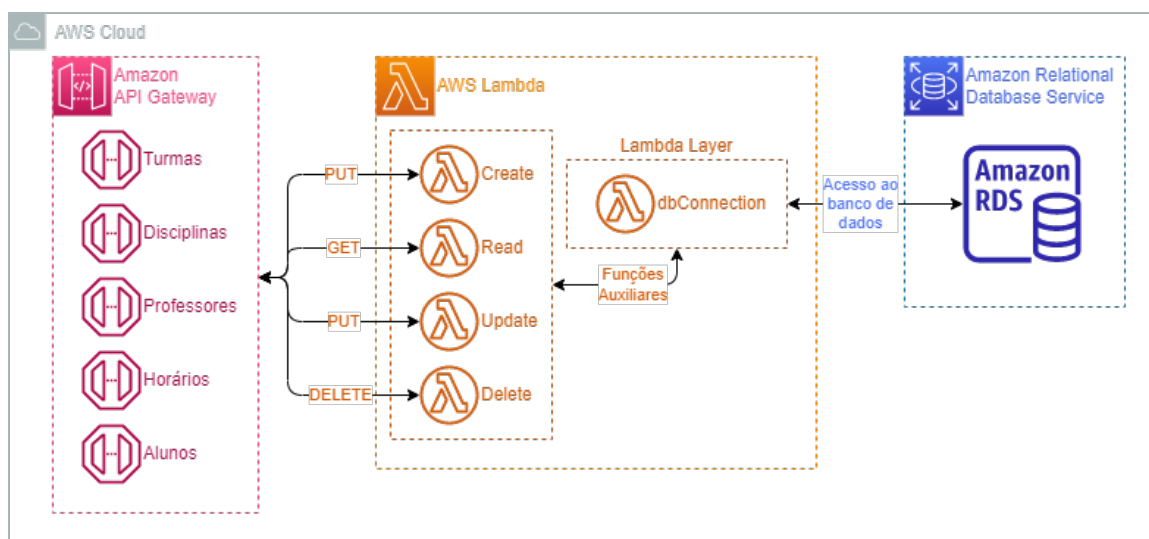 AWS Cloud
Amazon
API Gateway
Turmas
Disciplinas
Professores
Horários
Alunos
PUT
GET
PUT
DELETE
AWS Lambda
Create
Read
Update
Delete
Lambda Layer
dbConnection
Funções
Auxiliares
Acesso ao
banco de
dados
Amazon Relational
Database Service
Amazon
RDS